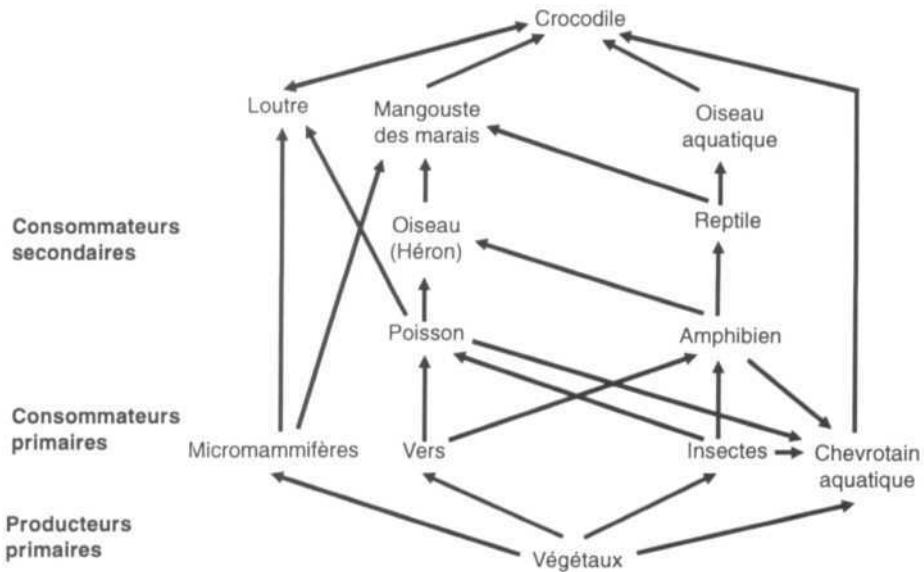 Crocodile
Loutre
Mangouste
des marais
Oiseau
aquatique
Consommateurs
secondaires
Oiseau
(Héron)
Reptile
Poisson
Amphibien
Consommateurs
primaires
Micromammifères
Vers
Insectes
Chevrotain
aquatique
Producteurs
primaires
Végétaux